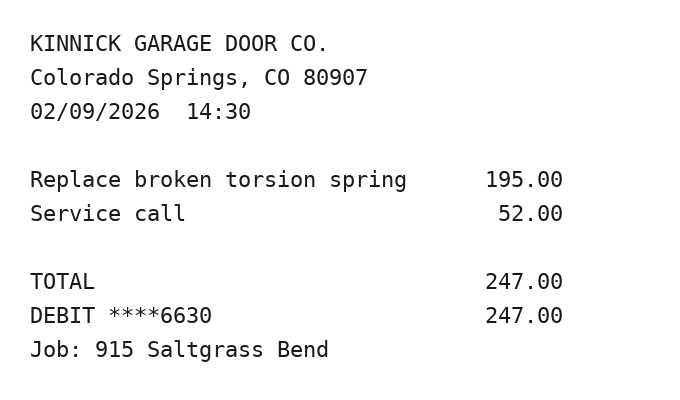 KINNICK GARAGE DOOR CO.
Colorado Springs, CO 80907
02/09/2026  14:30
Replace broken torsion spring      195.00
Service call                        52.00
TOTAL                              247.00
DEBIT ****6630                     247.00
Job: 915 Saltgrass Bend